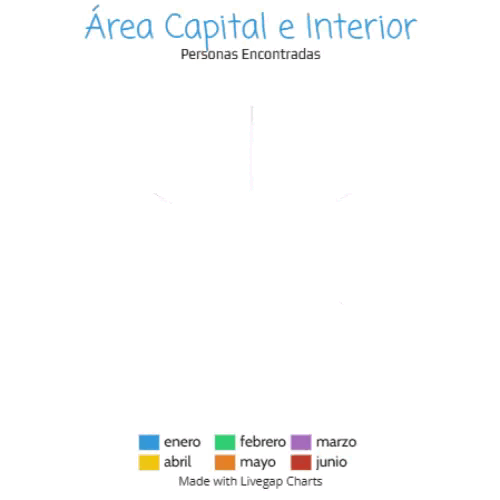 Área Capital e Interior
Personas Encontradas
enero febrero marzo
abril mayo junio
Made with Livegap Charts